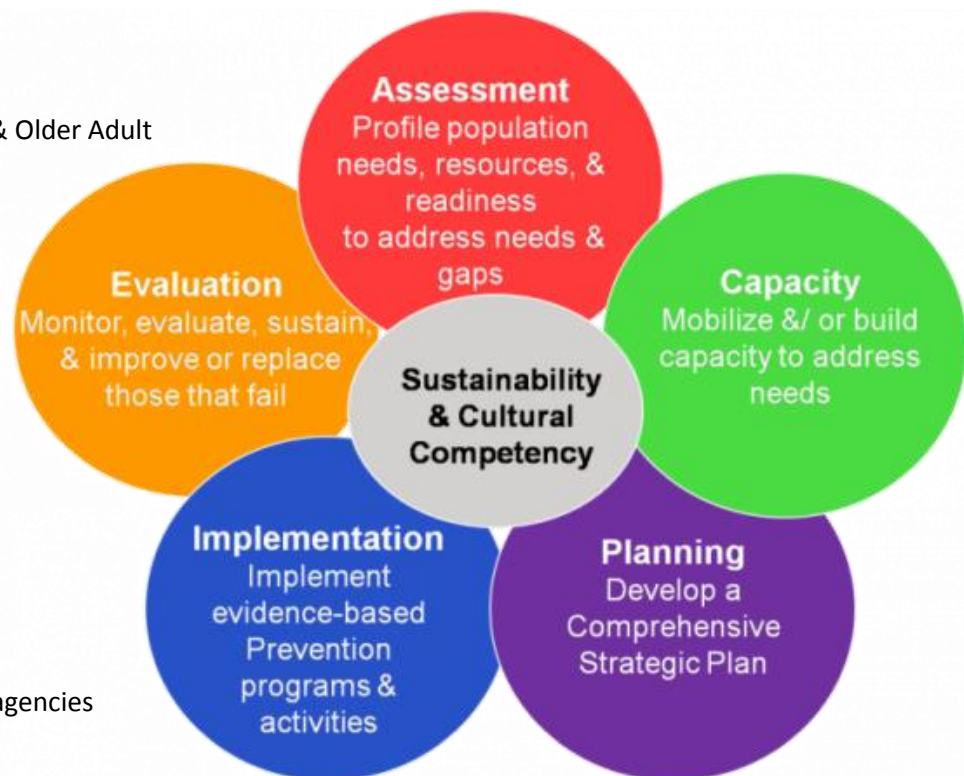 & Older Adult
Assessment
Profile population
needs, resources, &
readiness
to address needs &
gaps
Capacity
Mobilize &/ or build
capacity to address
needs
Planning
Develop a
Comprehensive
Strategic Plan
Implementation
Implement
evidence-based
Prevention
programs &
activities
Evaluation
Monitor, evaluate, sustain,
& improve or replace
those that fail
Sustainability
& Cultural
Competency
agencies